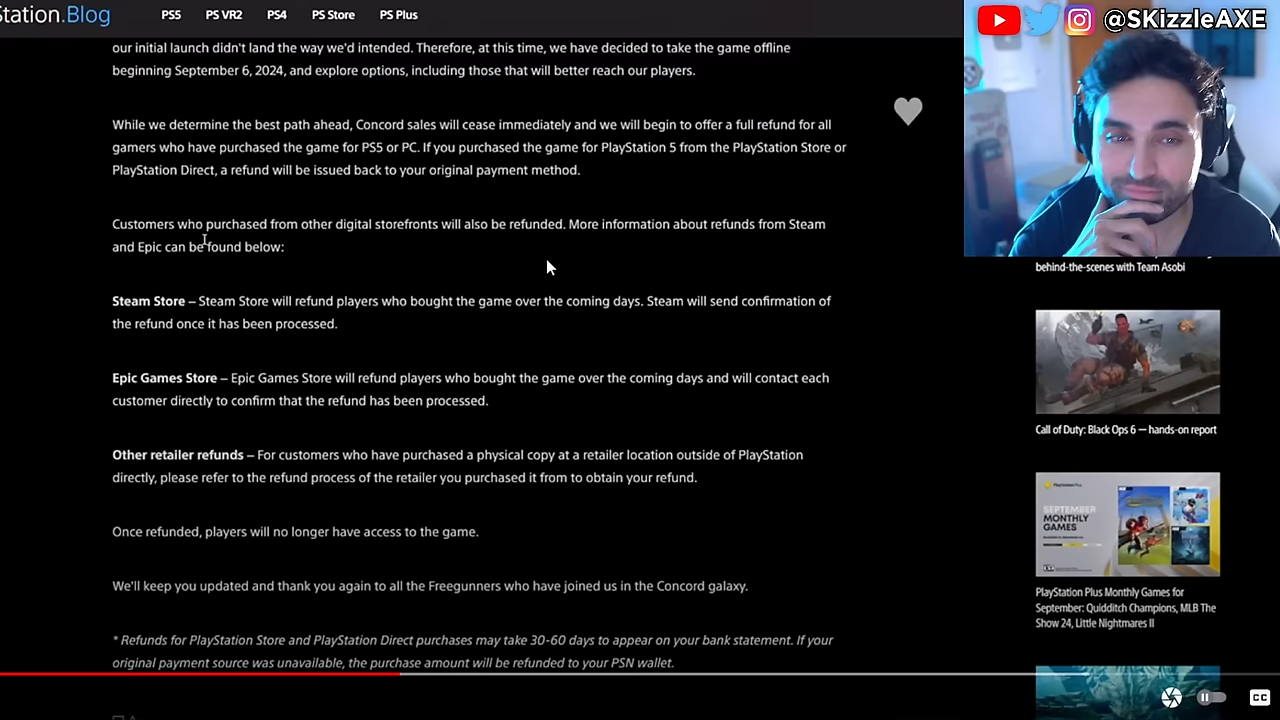 Station.Blog
PS5 PS VR2 PS4 PS Store PS Plus
@SKizzleAXE
our initial launch didn't land the way we'd intended. Therefore, at this time, we have decided to take the game offline
beginning September 6, 2024, and explore options, including those that will better reach our players.
While we determine the best path ahead, Concord sales will cease immediately and we will begin to offer a full refund for all
gamers who have purchased the game for PS5 or PC. If you purchased the game for PlayStation 5 from the PlayStation Store or
PlayStation Direct, a refund will be issued back to your original payment method.
Customers who purchased from other digital storefronts will also be refunded. More information about refunds from Steam
and Epic can be found below:
Steam Store – Steam Store will refund players who bought the game over the coming days. Steam will send confirmation of
the refund once it has been processed.
Epic Games Store – Epic Games Store will refund players who bought the game over the coming days and will contact each
customer directly to confirm that the refund has been processed.
Other retailer refunds – For customers who have purchased a physical copy at a retailer location outside of PlayStation
directly, please refer to the refund process of the retailer you purchased it from to obtain your refund.
Once refunded, players will no longer have access to the game.
We'll keep you updated and thank you again to all the Freegunners who have joined us in the Concord galaxy.
* Refunds for PlayStation Store and PlayStation Direct purchases may take 30-60 days to appear on your bank statement. If your
original payment source was unavailable, the purchase amount will be refunded to your PSN wallet.
behind-the-scenes with Team Asobi
Call of Duty: Black Ops 6 — hands-on report
PlayStation Plus
SEPTEMBER
MONTHLY
GAMES
PlayStation Plus Monthly Games for
September: Quidditch Champions, MLB The
Show 24, Little Nightmares II
CC